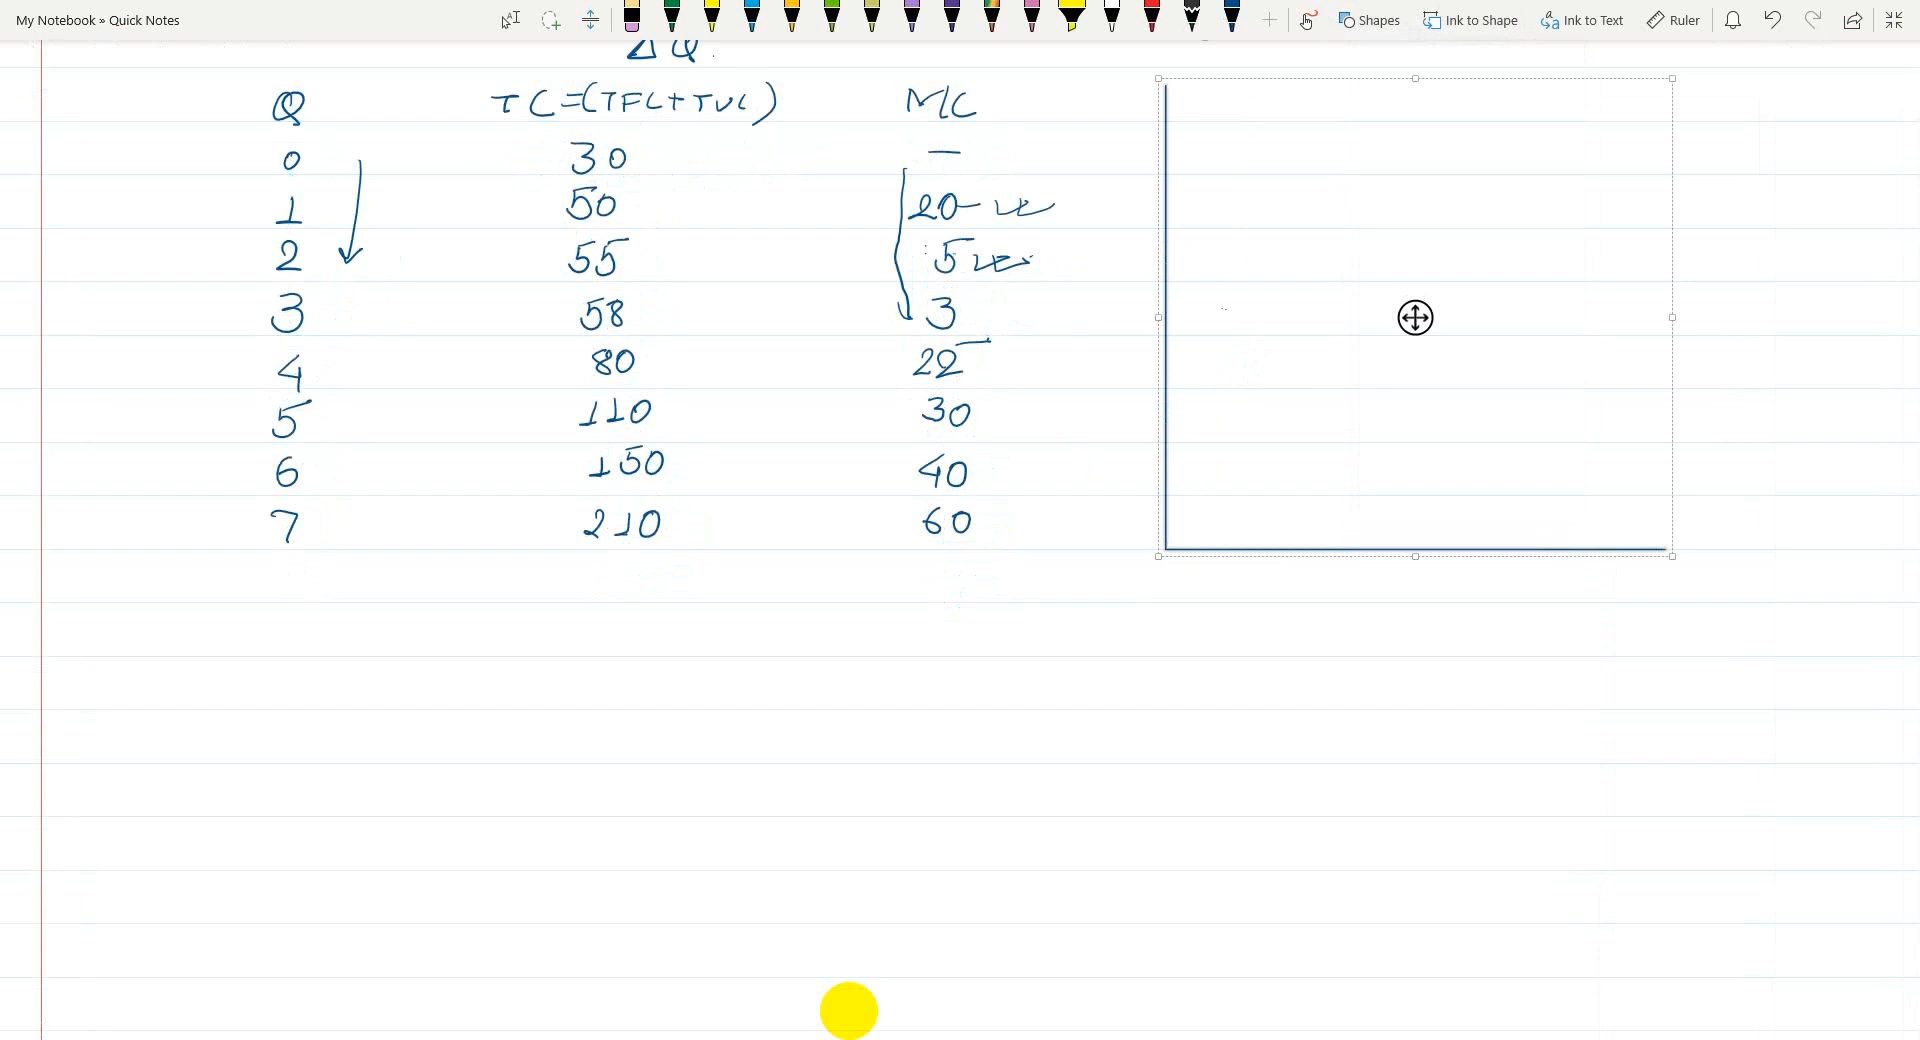 My Notebook » Quick Notes Shapes Ink to Shape Ink to Text Ruler
ΔQ.
Q TC=(TFC+TVC) MC
0 30 —
1 50 20
2 55 5
3 58 3
4 80 22
5 110 30
6 150 40
7 210 60